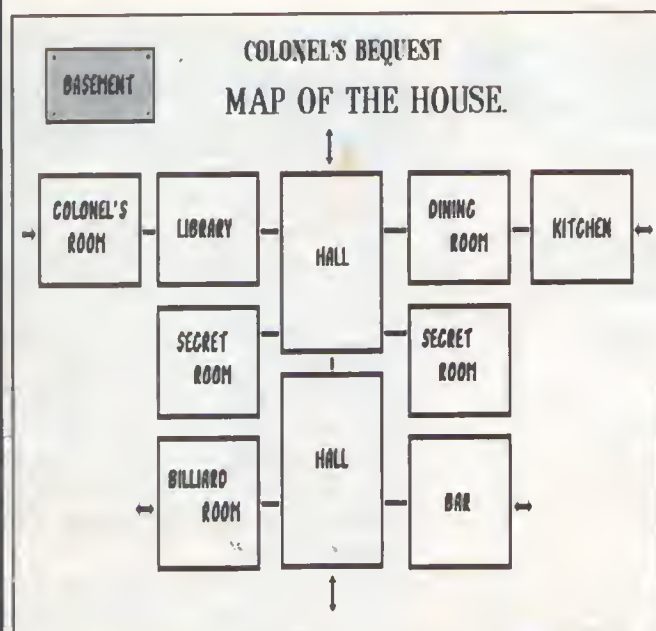 COLONEL'S BEQUEST
BASEMENT
MAP OF THE HOUSE.
COLONEL'S
ROOM
LIBRARY
HALL
DINING
ROOM
KITCHEN
SECRET
ROOM
SECRET
ROOM
BILLIARD
ROOM
HALL
BAR